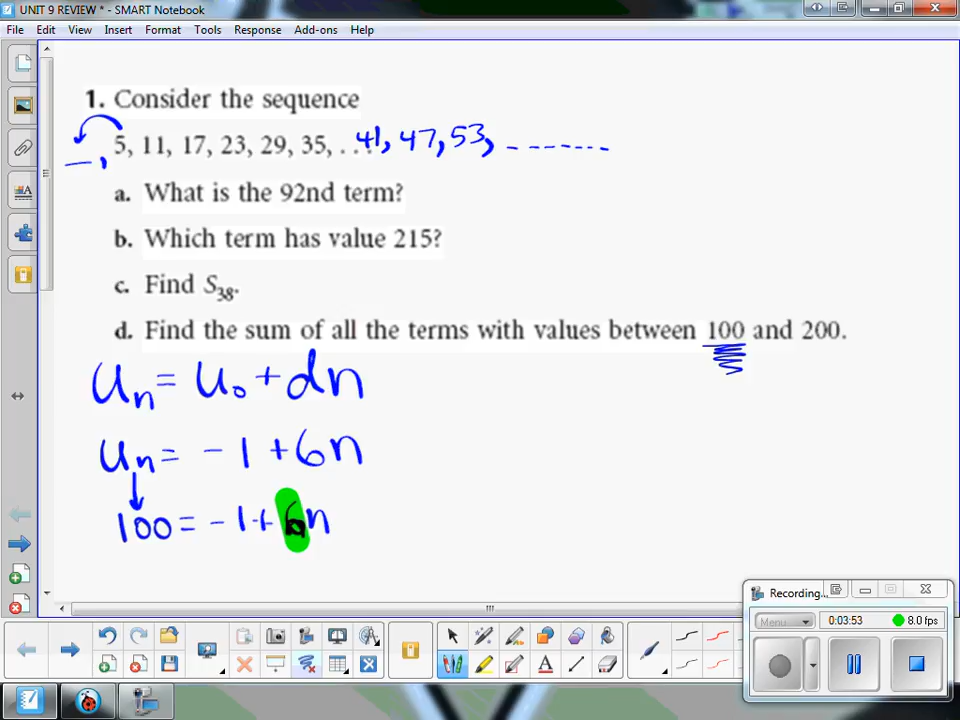 UNIT 9 REVIEW * - SMART Notebook
File Edit View Insert Format Tools Response Add-ons Help
1. Consider the sequence
5, 11, 17, 23, 29, 35, . . . 41, 47, 53, - - - - - - -
a. What is the 92nd term?
b. Which term has value 215?
c. Find S₃₈.
d. Find the sum of all the terms with values between 100 and 200.
uₙ = u₀ + dn
uₙ = -1 + 6n
100 = -1 + 6n
Recording...
Menu 0:03:53 8.0 fps